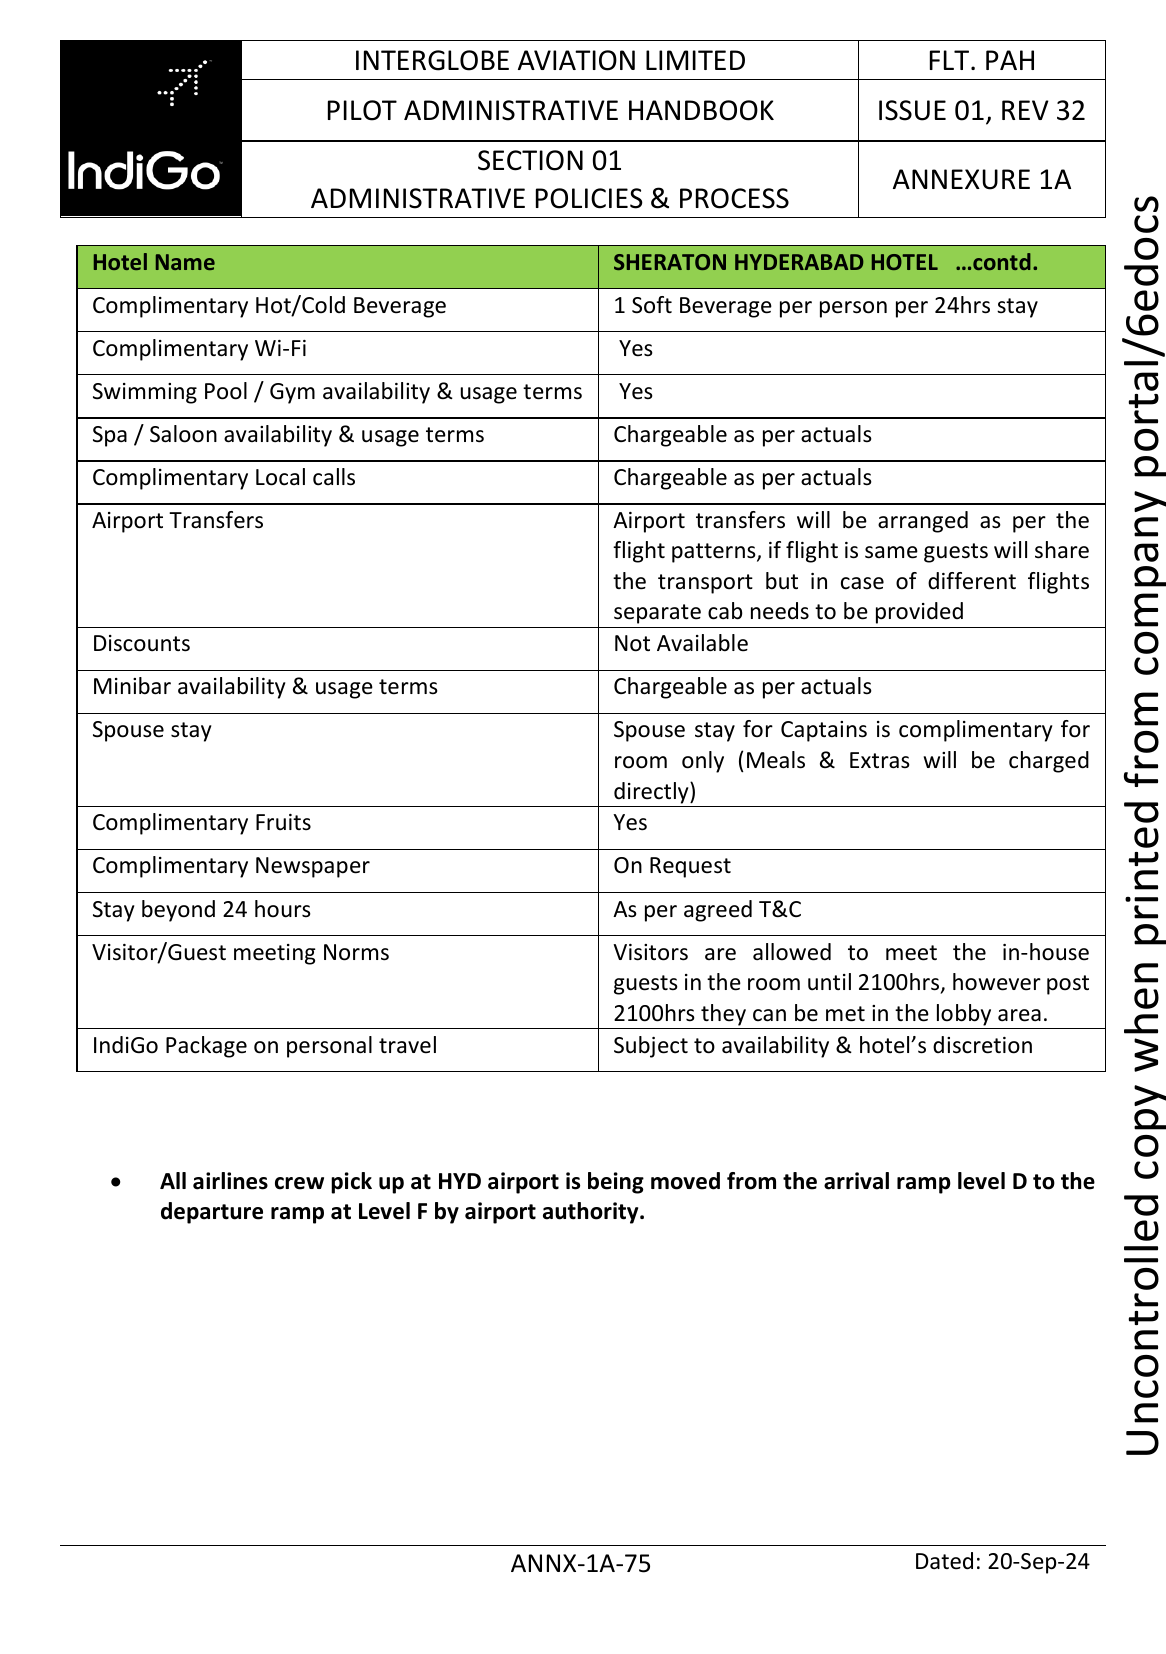 INTERGLOBE AVIATION LIMITED
FLT. PAH
PILOT ADMINISTRATIVE HANDBOOK
ISSUE 01, REV 32
IndiGo
SECTION 01
ADMINISTRATIVE POLICIES & PROCESS
ANNEXURE 1A
Hotel Name
SHERATON HYDERABAD HOTEL …contd.
Complimentary Hot/Cold Beverage
1 Soft Beverage per person per 24hrs stay
Complimentary Wi-Fi
Yes
Swimming Pool / Gym availability & usage terms
Yes
Spa / Saloon availability & usage terms
Chargeable as per actuals
Complimentary Local calls
Chargeable as per actuals
Airport Transfers
Airport transfers will be arranged as per the
flight patterns, if flight is same guests will share
the transport but in case of different flights
separate cab needs to be provided
Discounts
Not Available
Minibar availability & usage terms
Chargeable as per actuals
Spouse stay
Spouse stay for Captains is complimentary for
room only (Meals & Extras will be charged
directly)
Complimentary Fruits
Yes
Complimentary Newspaper
On Request
Stay beyond 24 hours
As per agreed T&C
Visitor/Guest meeting Norms
Visitors are allowed to meet the in-house
guests in the room until 2100hrs, however post
2100hrs they can be met in the lobby area.
IndiGo Package on personal travel
Subject to availability & hotel’s discretion
• All airlines crew pick up at HYD airport is being moved from the arrival ramp level D to the
departure ramp at Level F by airport authority.
ANNX-1A-75
Dated: 20-Sep-24
Uncontrolled copy when printed from company portal/6edocs